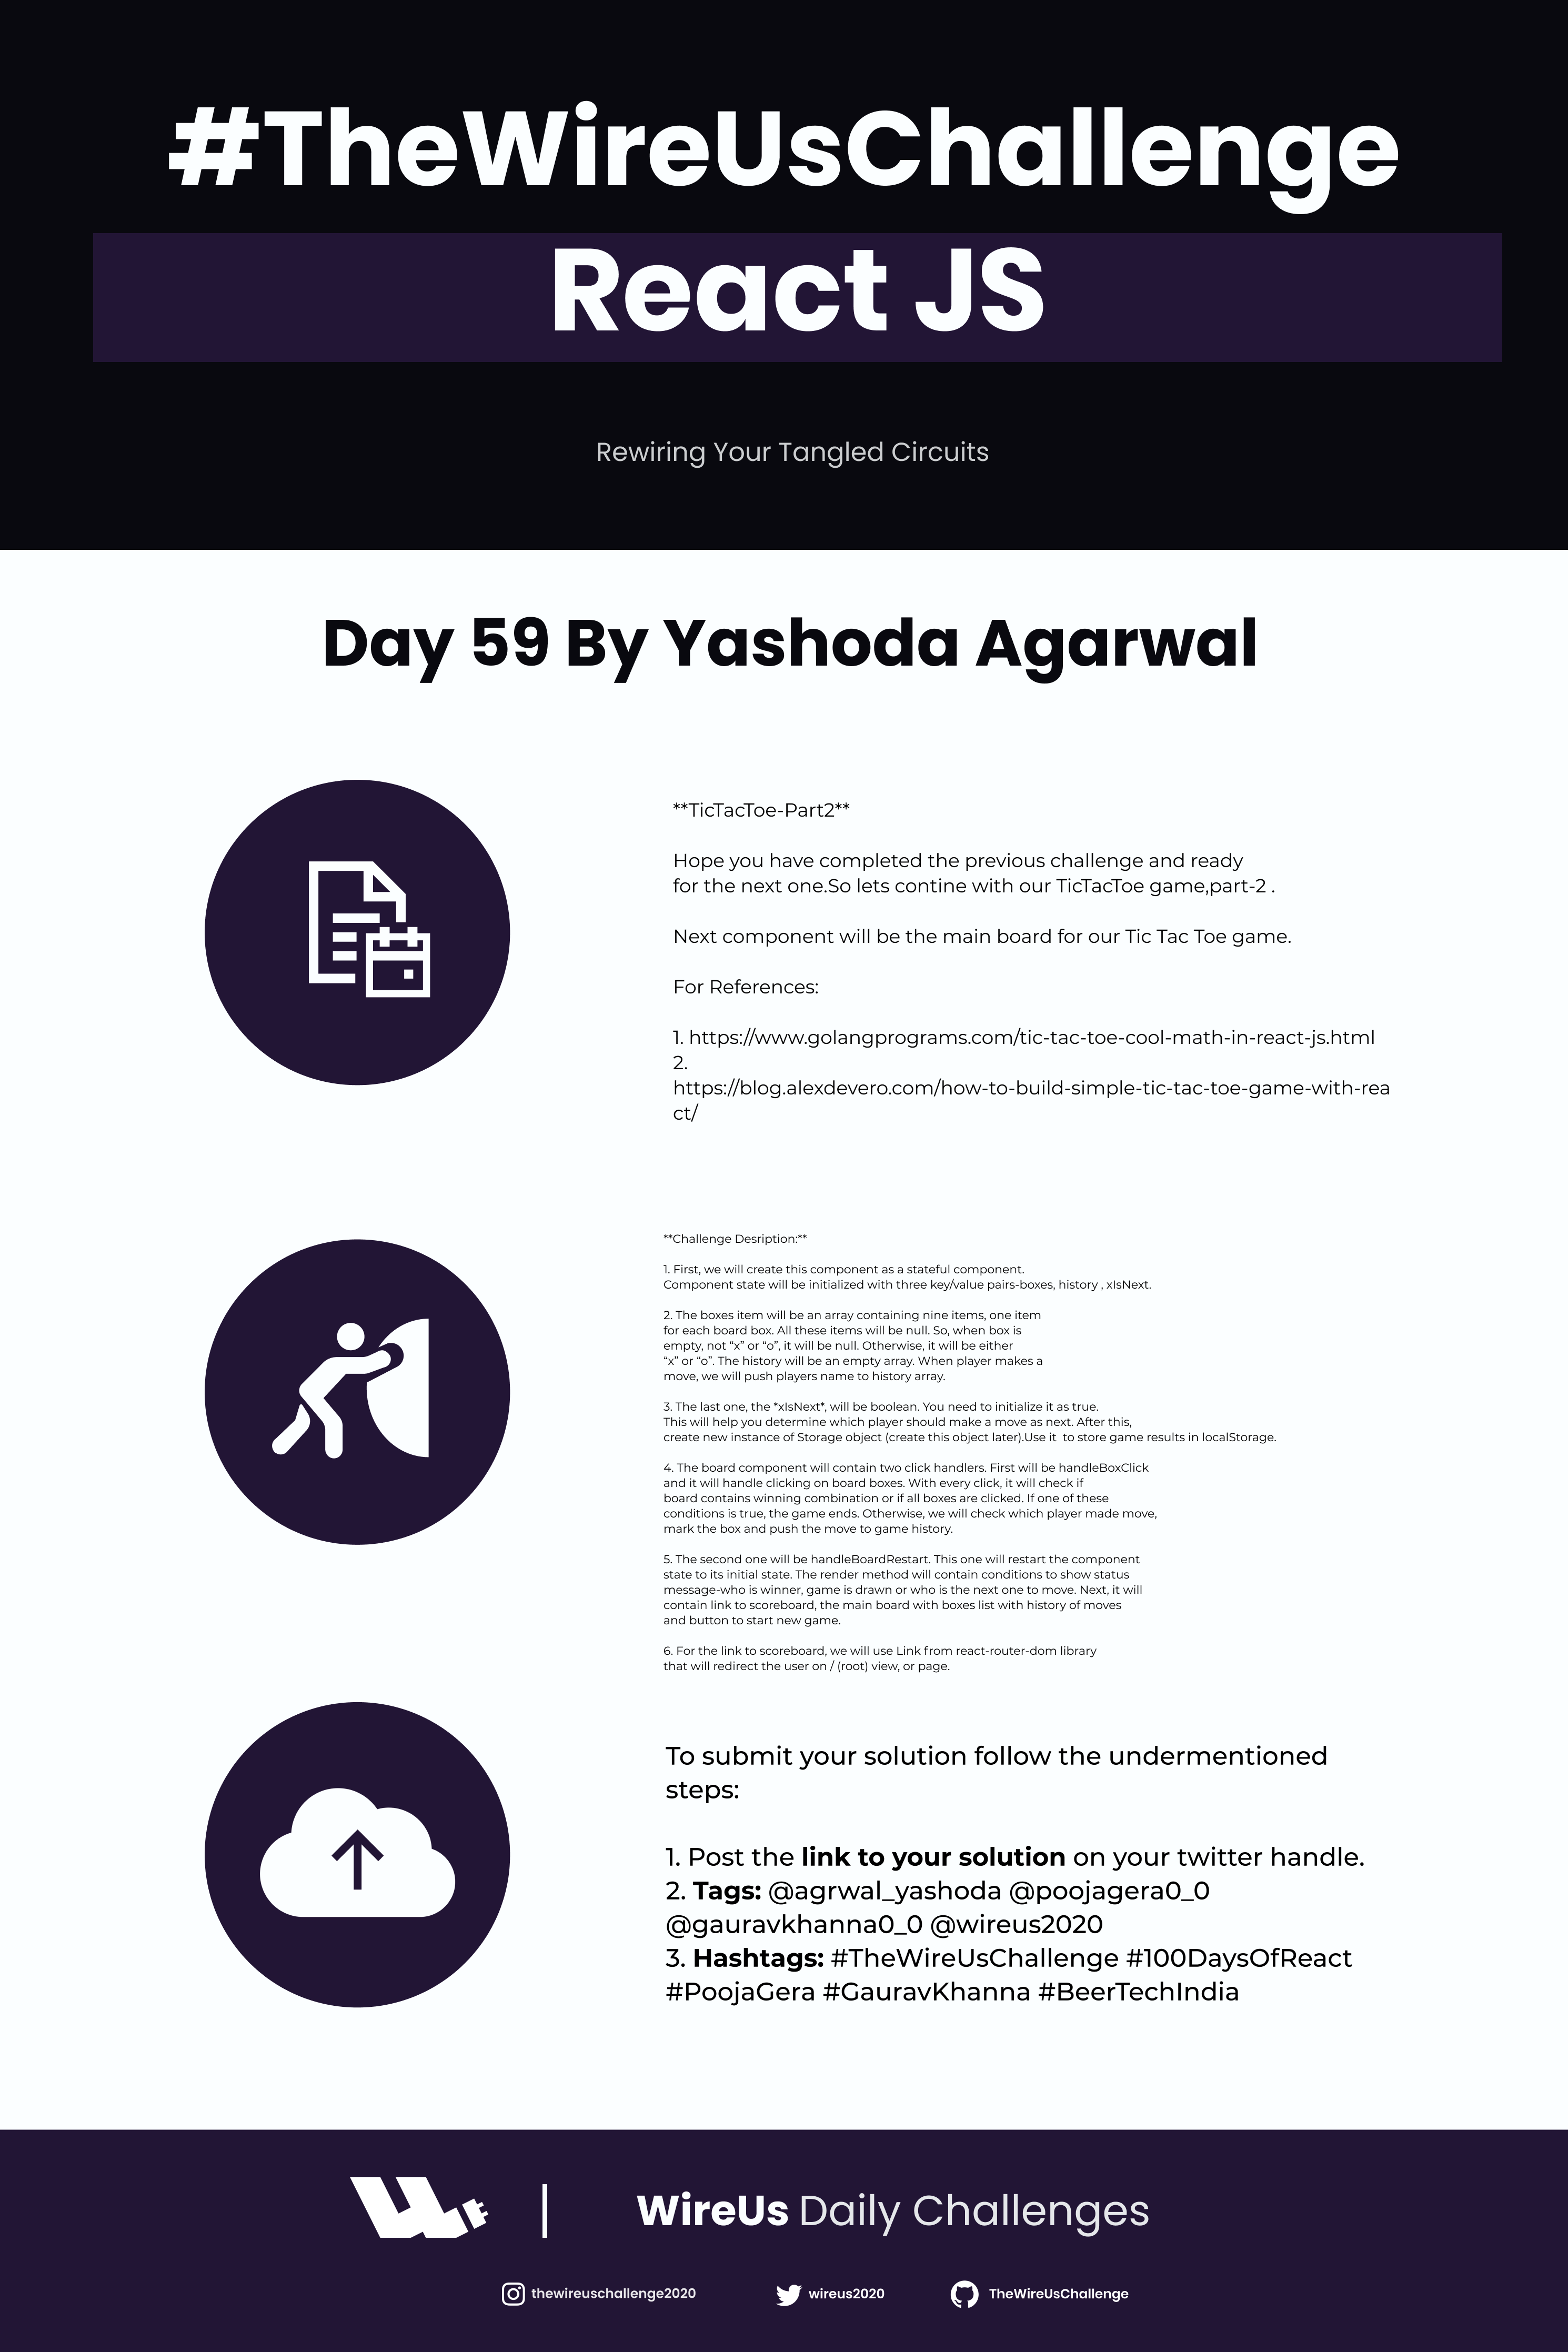 #TheWireUsChallenge
React JS
Rewiring Your Tangled Circuits
Day 59 By Yashoda Agarwal
**TicTacToe-Part2**
Hope you have completed the previous challenge and ready
for the next one.So lets contine with our TicTacToe game,part-2 .
Next component will be the main board for our Tic Tac Toe game.
For References:
1. https://www.golangprograms.com/tic-tac-toe-cool-math-in-react-js.html
2.
https://blog.alexdevero.com/how-to-build-simple-tic-tac-toe-game-with-rea
ct/
**Challenge Desription:**
1. First, we will create this component as a stateful component.
Component state will be initialized with three key/value pairs-boxes, history , xIsNext.
2. The boxes item will be an array containing nine items, one item
for each board box. All these items will be null. So, when box is
empty, not “x” or “o”, it will be null. Otherwise, it will be either
“x” or “o”. The history will be an empty array. When player makes a
move, we will push players name to history array.
3. The last one, the *xIsNext*, will be boolean. You need to initialize it as true.
This will help you determine which player should make a move as next. After this,
create new instance of Storage object (create this object later).Use it  to store game results in localStorage.
4. The board component will contain two click handlers. First will be handleBoxClick
and it will handle clicking on board boxes. With every click, it will check if
board contains winning combination or if all boxes are clicked. If one of these
conditions is true, the game ends. Otherwise, we will check which player made move,
mark the box and push the move to game history.
5. The second one will be handleBoardRestart. This one will restart the component
state to its initial state. The render method will contain conditions to show status
message-who is winner, game is drawn or who is the next one to move. Next, it will
contain link to scoreboard, the main board with boxes list with history of moves
and button to start new game.
6. For the link to scoreboard, we will use Link from react-router-dom library
that will redirect the user on / (root) view, or page.
To submit your solution follow the undermentioned
steps:
1. Post the link to your solution on your twitter handle.
2. Tags: @agrwal_yashoda @poojagera0_0
@gauravkhanna0_0 @wireus2020
3. Hashtags: #TheWireUsChallenge #100DaysOfReact
#PoojaGera #GauravKhanna #BeerTechIndia
WireUs Daily Challenges
thewireuschallenge2020
wireus2020
TheWireUsChallenge